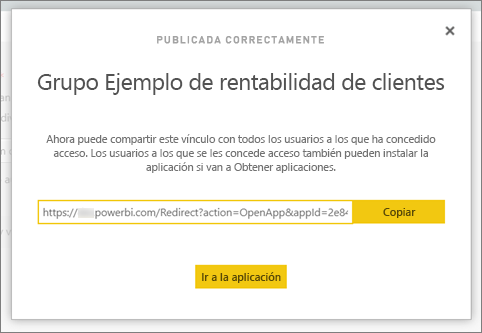 PUBLICADA CORRECTAMENTE
Grupo Ejemplo de rentabilidad de clientes
Ahora puede compartir este vínculo con todos los usuarios a los que ha concedido
acceso. Los usuarios a los que se les concede acceso también pueden instalar la
aplicación si van a Obtener aplicaciones.
https:// powerbi.com/Redirect?action=OpenApp&appId=2e84 Copiar
Ir a la aplicación